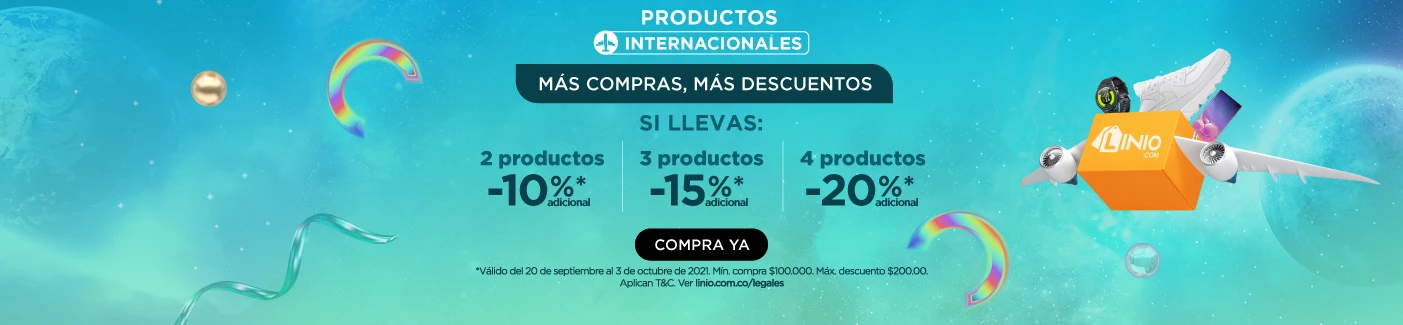 PRODUCTOS
INTERNACIONALES
MÁS COMPRAS, MÁS DESCUENTOS
SI LLEVAS:
2 productos
-10%*
adicional
3 productos
-15%*
adicional
4 productos
-20%*
adicional
COMPRA YA
*Válido del 20 de septiembre al 3 de octubre de 2021. Mín. compra $100.000. Máx. descuento $200.00.
Aplican T&C. Ver linio.com.co/legales
LINIO
.COM